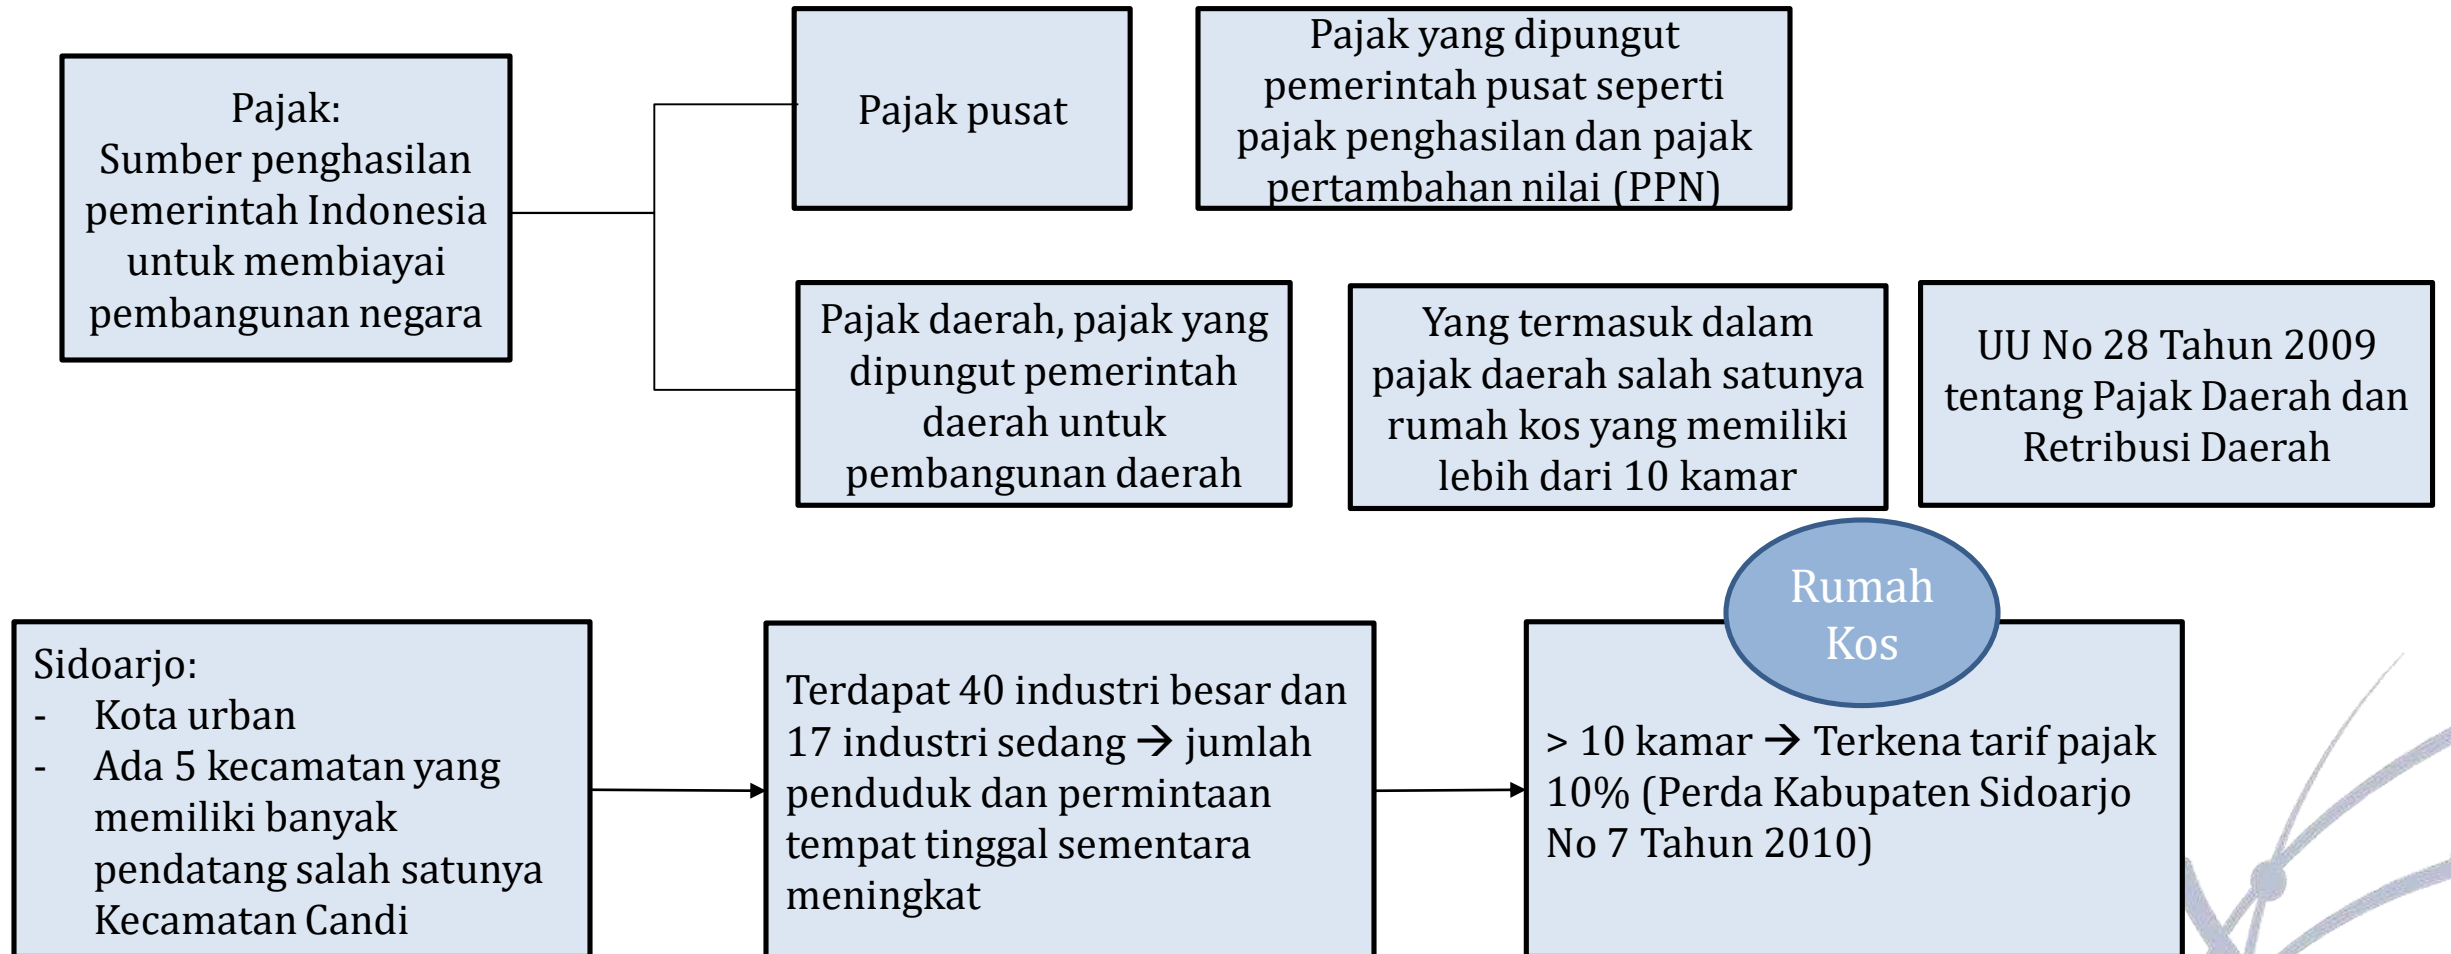 Pajak:
Sumber penghasilan
pemerintah Indonesia
untuk membiayai
pembangunan negara
Pajak pusat
Pajak yang dipungut
pemerintah pusat seperti
pajak penghasilan dan pajak
pertambahan nilai (PPN)
Pajak daerah, pajak yang
dipungut pemerintah
daerah untuk
pembangunan daerah
Yang termasuk dalam
pajak daerah salah satunya
rumah kos yang memiliki
lebih dari 10 kamar
UU No 28 Tahun 2009
tentang Pajak Daerah dan
Retribusi Daerah
Sidoarjo:
- Kota urban
- Ada 5 kecamatan yang
memiliki banyak
pendatang salah satunya
Kecamatan Candi
Terdapat 40 industri besar dan
17 industri sedang → jumlah
penduduk dan permintaan
tempat tinggal sementara
meningkat
Rumah
Kos
> 10 kamar → Terkena tarif pajak
10% (Perda Kabupaten Sidoarjo
No 7 Tahun 2010)